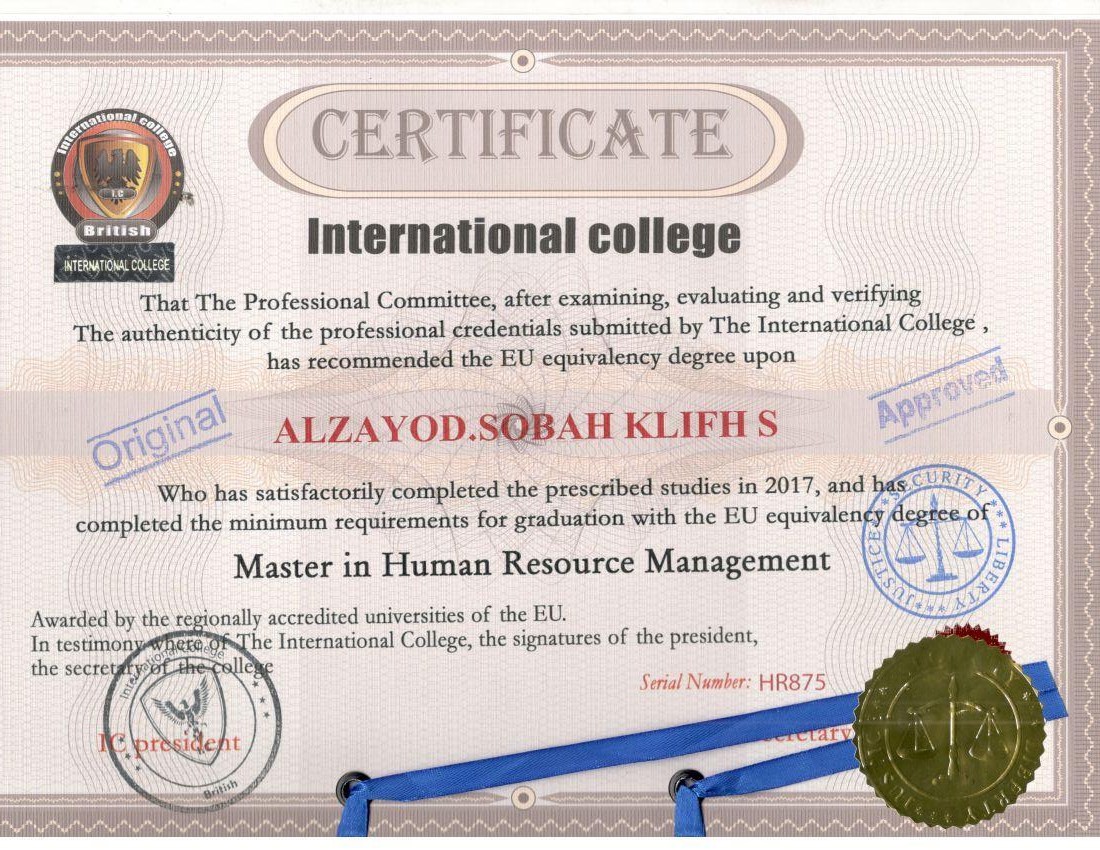 CERTIFICATE
International college
I.C
British
INTERNATIONAL COLLEGE
International college
That The Professional Committee, after examining, evaluating and verifying
The authenticity of the professional credentials submitted by The International College ,
has recommended the EU equivalency degree upon
Original
Approved
ALZAYOD.SOBAH KLIFH S
Who has satisfactorily completed the prescribed studies in 2017, and has
completed the minimum requirements for graduation with the EU equivalency degree of
SECURITY *** LIBERTY *** JUSTICE
Master in Human Resource Management
Awarded by the regionally accredited universities of the EU.
In testimony where of The International College, the signatures of the president,
the secretary of the college
International College
British
Serial Number: HR875
IC president